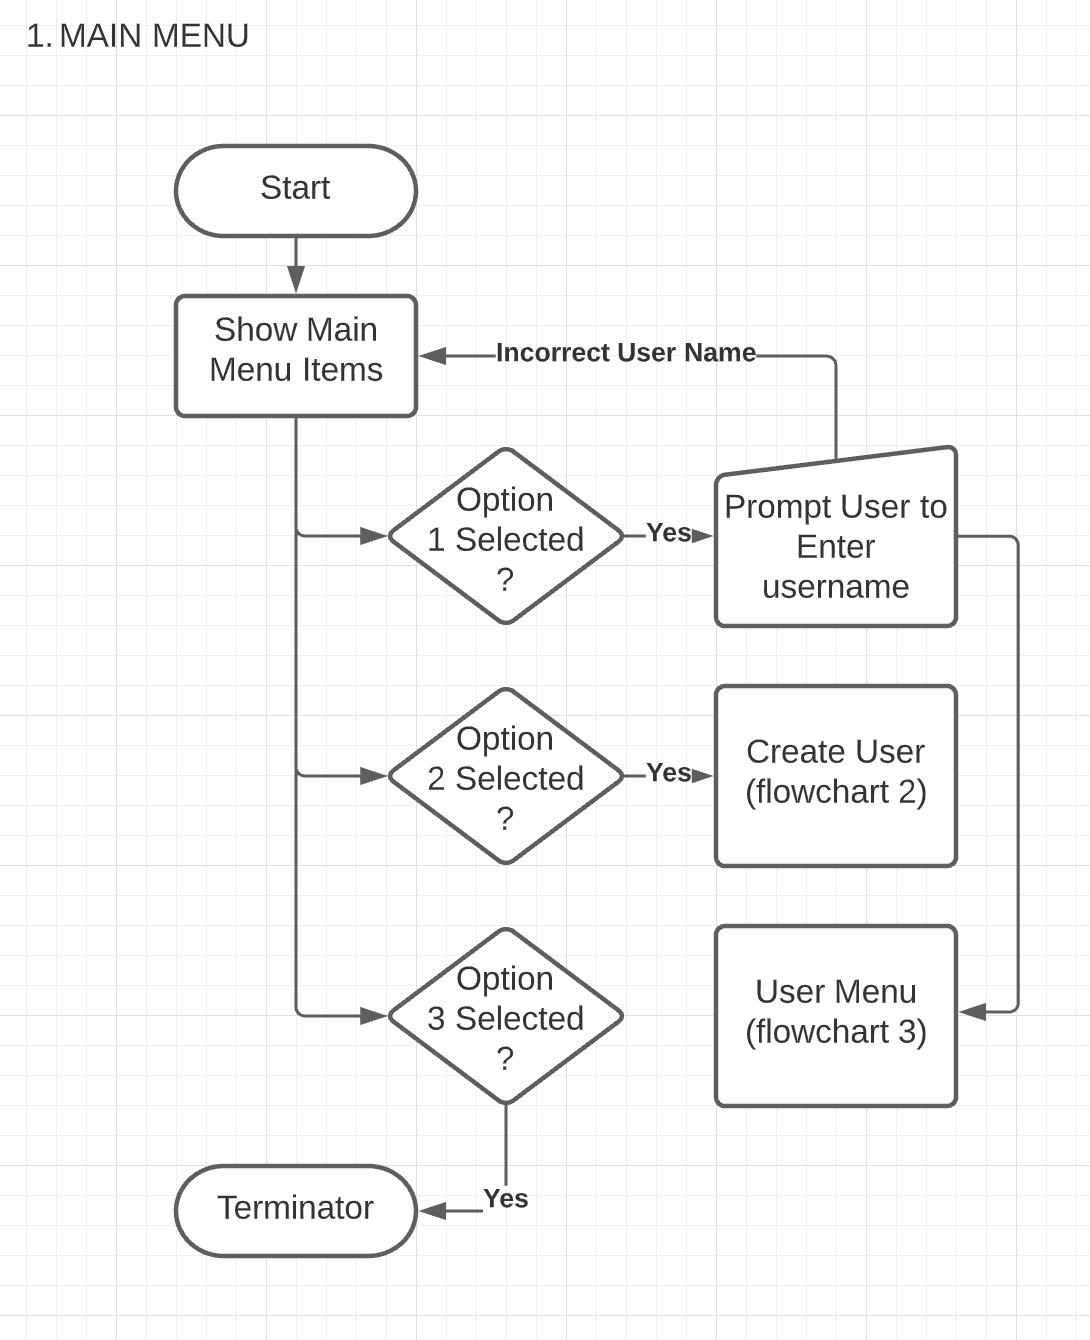 1. MAIN MENU
Start
Show Main
Menu Items
Incorrect User Name
Option
1 Selected
?
Yes
Prompt User to
Enter
username
Option
2 Selected
?
Yes
Create User
(flowchart 2)
Option
3 Selected
?
User Menu
(flowchart 3)
Yes
Terminator